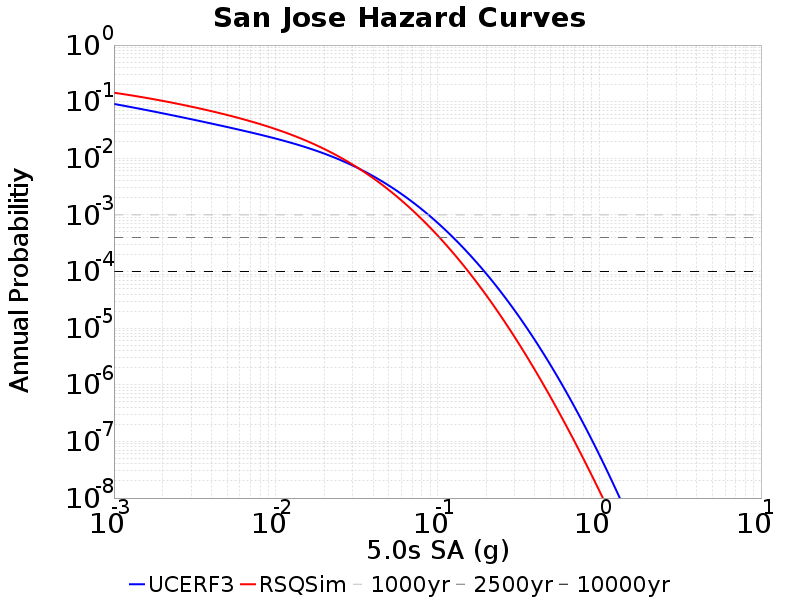 San Jose Hazard Curves
Annual Probabilitiy
10^0
10^-1
10^-2
10^-3
10^-4
10^-5
10^-6
10^-7
10^-8
10^-3 10^-2 10^-1 10^0 10^1
5.0s SA (g)
UCERF3 RSQSim 1000yr 2500yr 10000yr